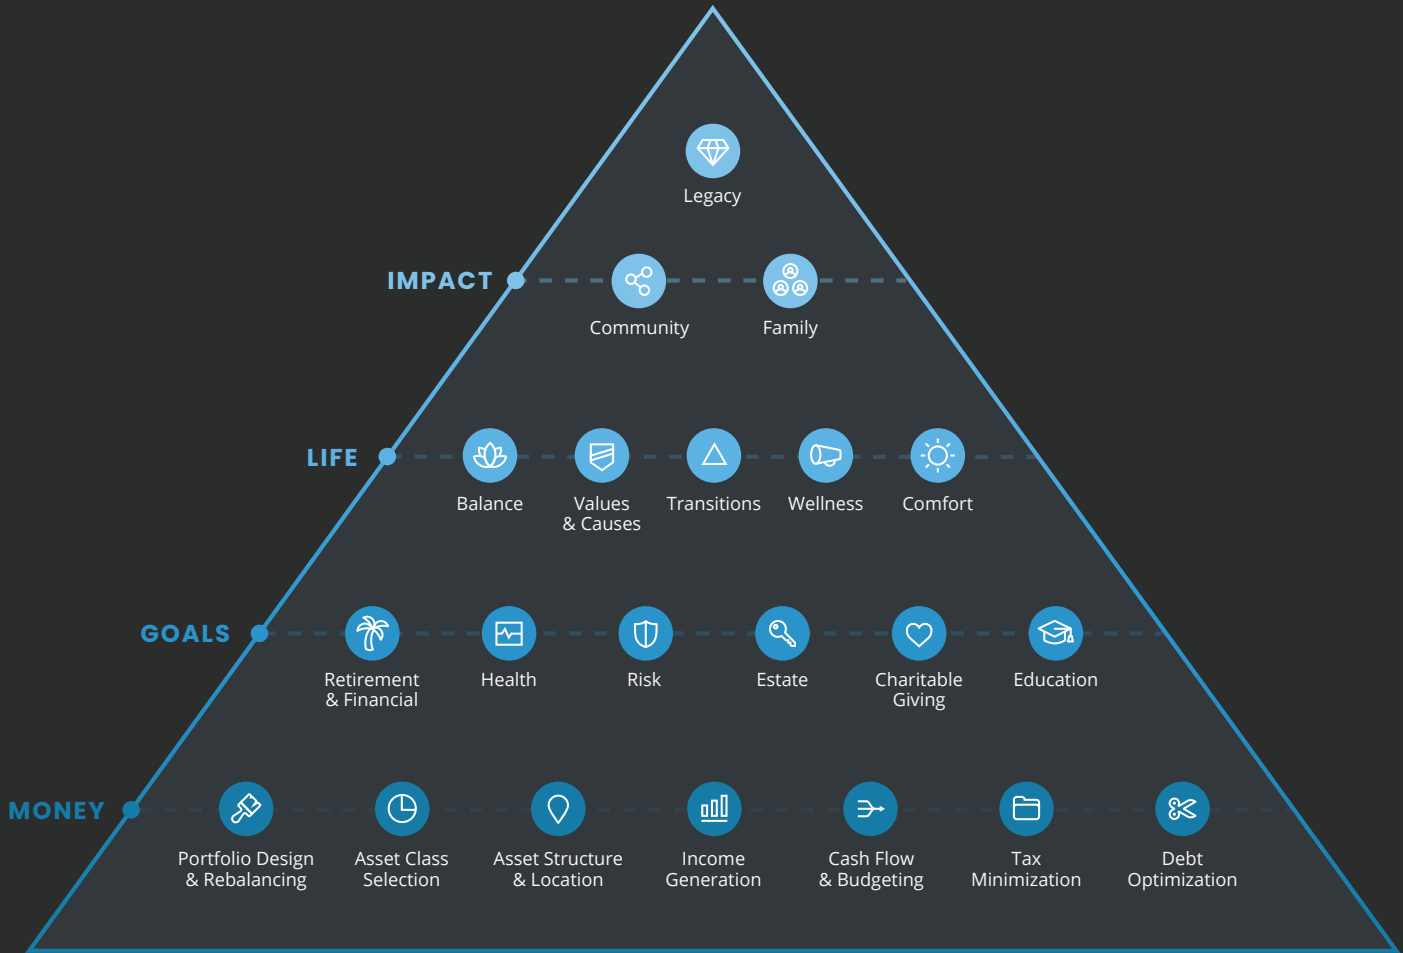 Legacy
IMPACT
Community
Family
LIFE
Balance
Values
& Causes
Transitions
Wellness
Comfort
GOALS
Retirement
& Financial
Health
Risk
Estate
Charitable
Giving
Education
MONEY
Portfolio Design
& Rebalancing
Asset Class
Selection
Asset Structure
& Location
Income
Generation
Cash Flow
& Budgeting
Tax
Minimization
Debt
Optimization